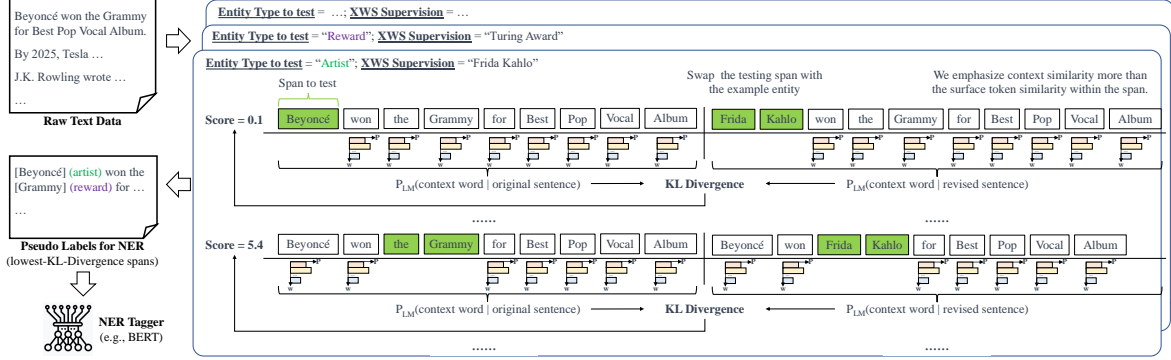 Beyoncé won the Grammy
for Best Pop Vocal Album.
By 2025, Tesla …
J.K. Rowling wrote …
…
Raw Text Data
[Beyoncé] (artist) won the
[Grammy] (reward) for …
…
Pseudo Labels for NER
(lowest-KL-Divergence spans)
NER Tagger
(e.g., BERT)
Entity Type to test = …; XWS Supervision = …
Entity Type to test = “Reward”; XWS Supervision = “Turing Award”
Entity Type to test = “Artist”; XWS Supervision = “Frida Kahlo”
Span to test
Swap the testing span with
the example entity
We emphasize context similarity more than
the surface token similarity within the span.
Score = 0.1
Beyoncé won the Grammy for Best Pop Vocal Album
Frida Kahlo won the Grammy for Best Pop Vocal Album
P P P P P P P P
P P P P P P P P
w w w w w w w w
w w w w w w w w
P_LM(context word | original sentence) KL Divergence P_LM(context word | revised sentence)
…… ……
Score = 5.4
Beyoncé won the Grammy for Best Pop Vocal Album
Beyoncé won Frida Kahlo for Best Pop Vocal Album
P P P P P P P
P P P P P P P
w w w w w w w
w w w w w w w
P_LM(context word | original sentence) KL Divergence P_LM(context word | revised sentence)
…… ……